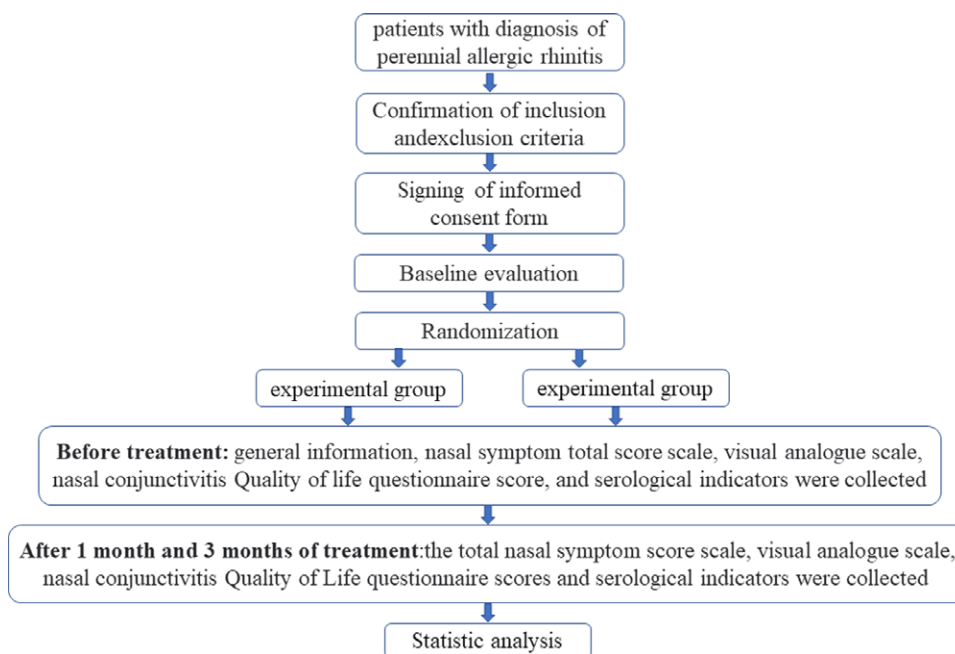 patients with diagnosis of
perennial allergic rhinitis
Confirmation of inclusion
andexclusion criteria
Signing of informed
consent form
Baseline evaluation
Randomization
experimental group
experimental group
Before treatment: general information, nasal symptom total score scale, visual analogue scale,
nasal conjunctivitis Quality of life questionnaire score, and serological indicators were collected
After 1 month and 3 months of treatment:the total nasal symptom score scale, visual analogue scale,
nasal conjunctivitis Quality of Life questionnaire scores and serological indicators were collected
Statistic analysis